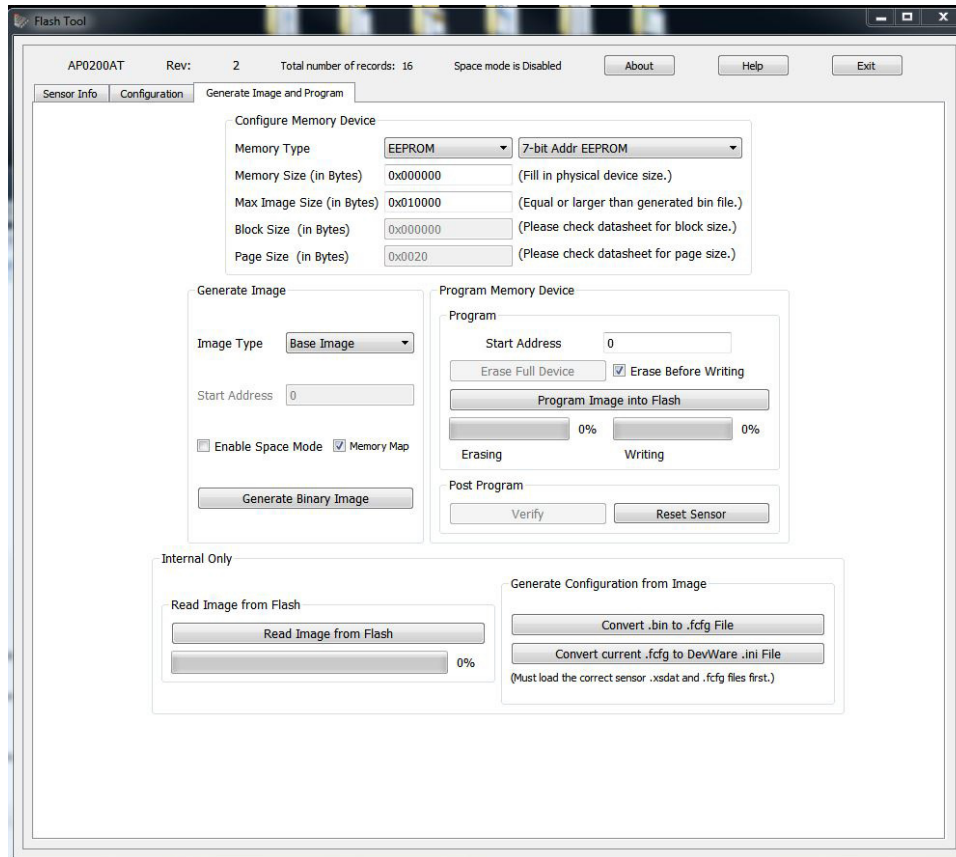 Flash Tool
AP0200AT Rev: 2 Total number of records: 16 Space mode is Disabled About Help Exit
Sensor Info Configuration Generate Image and Program
Configure Memory Device
Memory Type EEPROM 7-bit Addr EEPROM
Memory Size (in Bytes) 0x000000 (Fill in physical device size.)
Max Image Size (in Bytes) 0x010000 (Equal or larger than generated bin file.)
Block Size (in Bytes) 0x000000 (Please check datasheet for block size.)
Page Size (in Bytes) 0x0020 (Please check datasheet for page size.)
Generate Image
Image Type Base Image
Start Address 0
Enable Space Mode Memory Map
Generate Binary Image
Program Memory Device
Program
Start Address 0
Erase Full Device Erase Before Writing
Program Image into Flash
0% 0%
Erasing Writing
Post Program
Verify Reset Sensor
Internal Only
Read Image from Flash
Read Image from Flash
0%
Generate Configuration from Image
Convert .bin to .fcfg File
Convert current .fcfg to DevWare .ini File
(Must load the correct sensor .xsdat and .fcfg files first.)